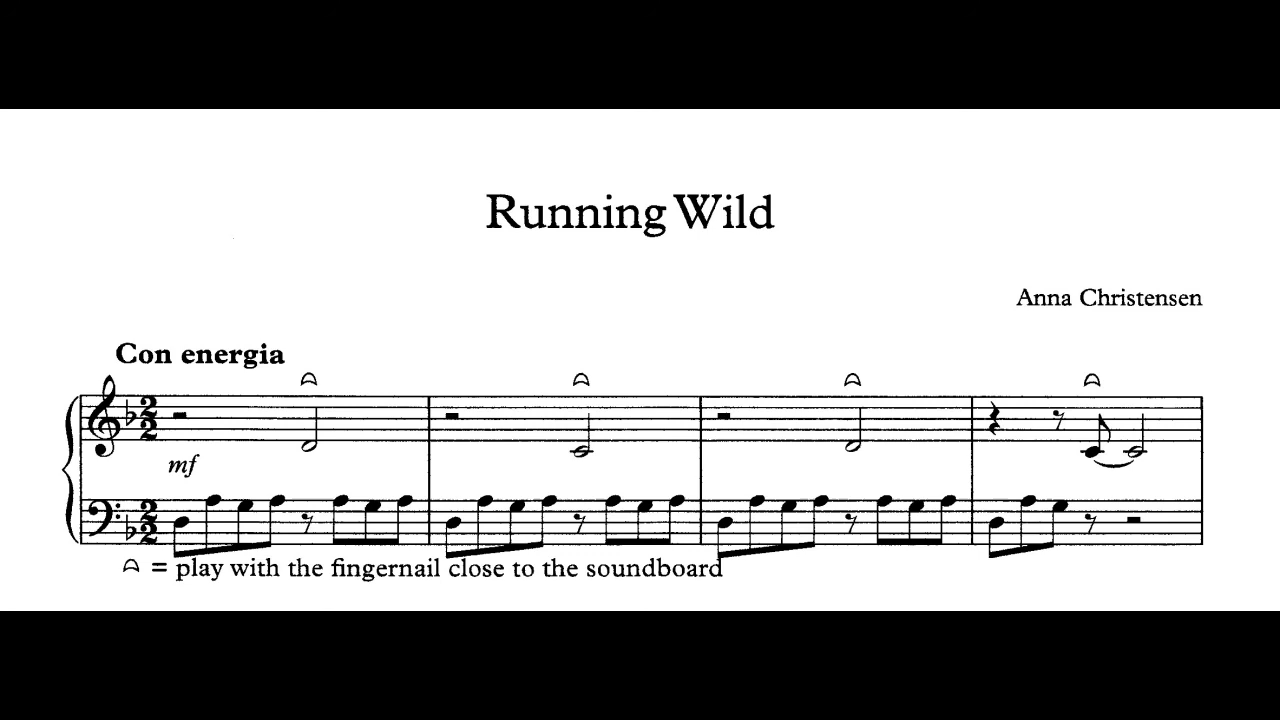 Running Wild
Anna Christensen
Con energia
mf
= play with the fingernail close to the soundboard